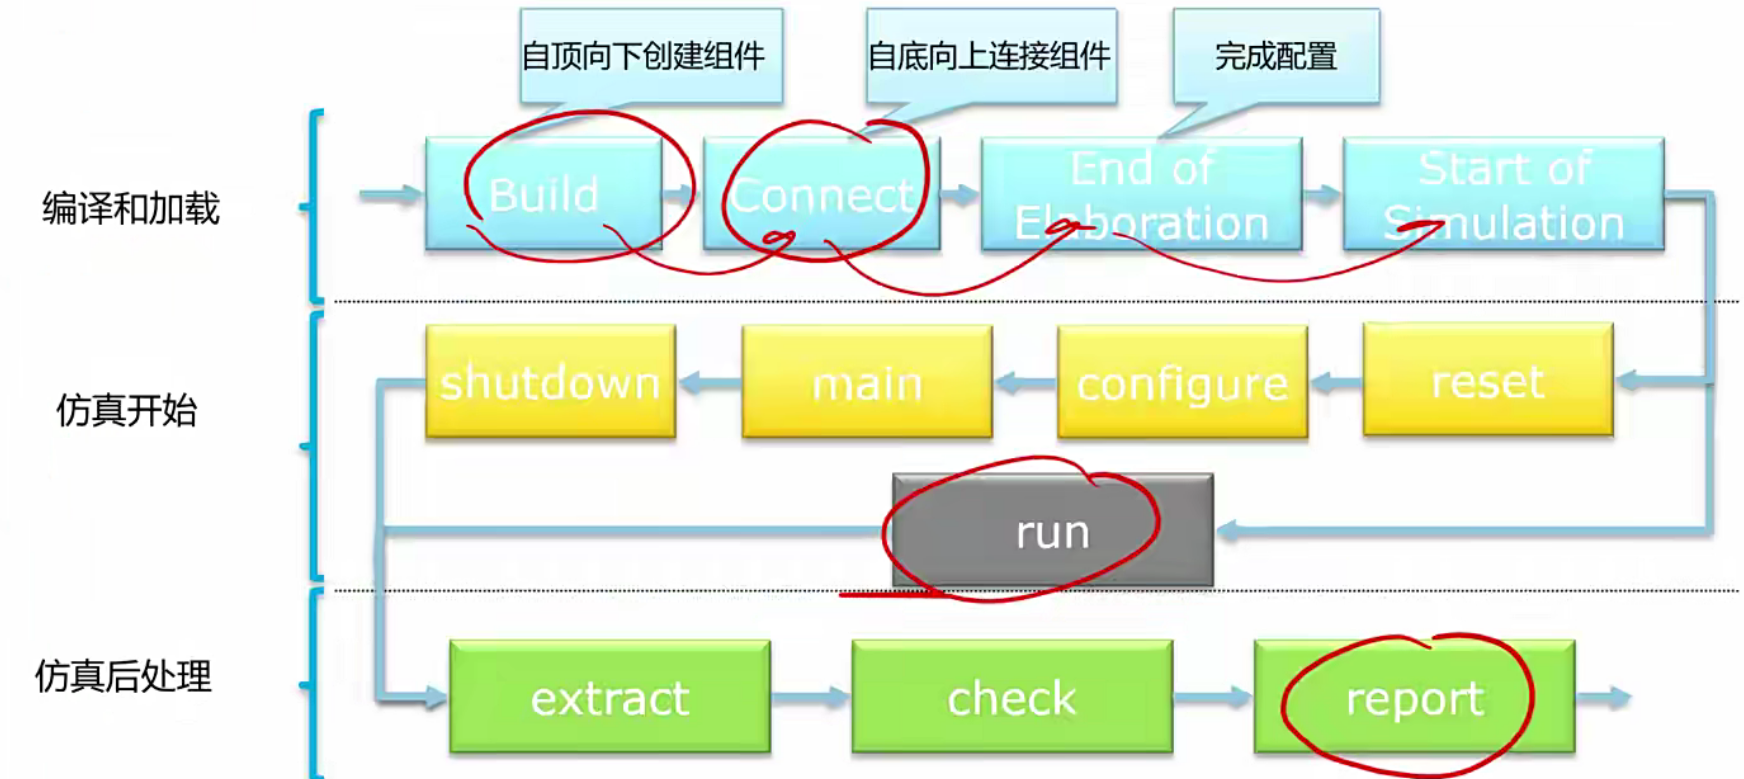 自顶向下创建组件
自底向上连接组件
完成配置
编译和加载
Build
Connect
End of
Elaboration
Start of
Simulation
仿真开始
shutdown
main
configure
reset
run
仿真后处理
extract
check
report